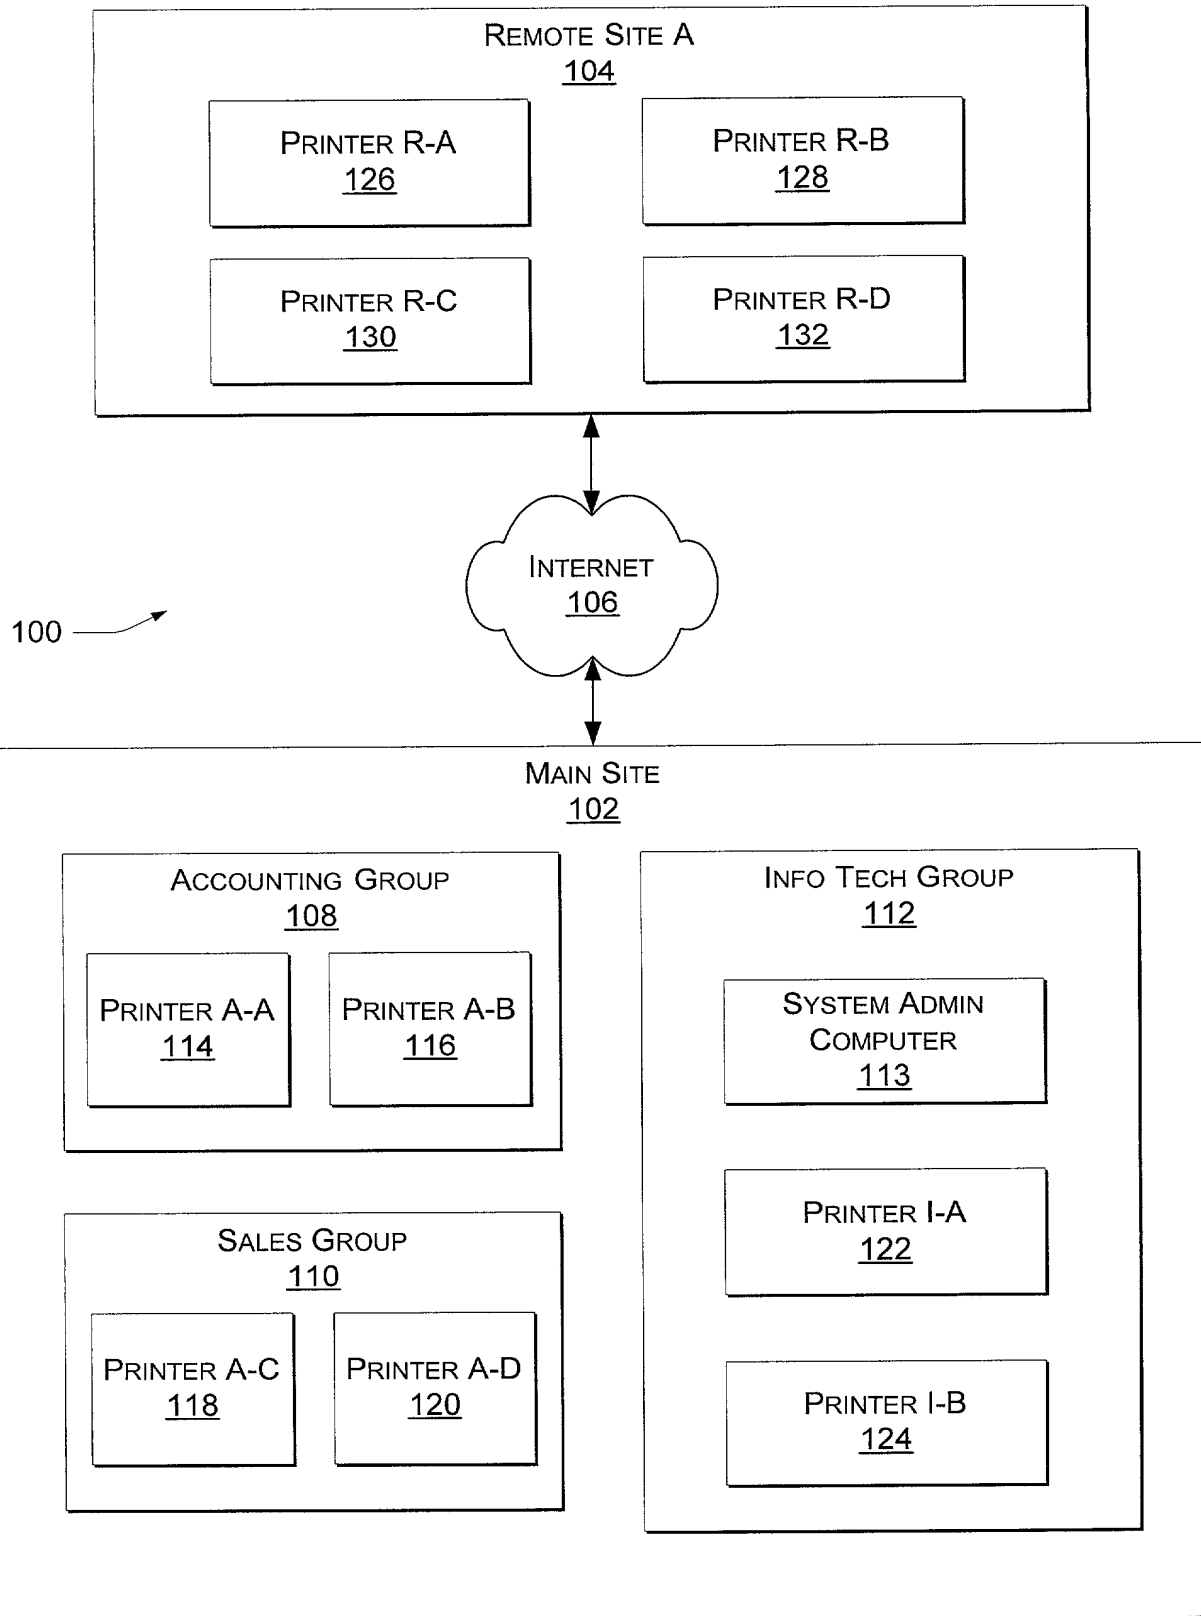 REMOTE SITE A
104
PRINTER R-A
126
PRINTER R-B
128
PRINTER R-C
130
PRINTER R-D
132
INTERNET
106
100
MAIN SITE
102
ACCOUNTING GROUP
108
PRINTER A-A
114
PRINTER A-B
116
SALES GROUP
110
PRINTER A-C
118
PRINTER A-D
120
INFO TECH GROUP
112
SYSTEM ADMIN
COMPUTER
113
PRINTER I-A
122
PRINTER I-B
124